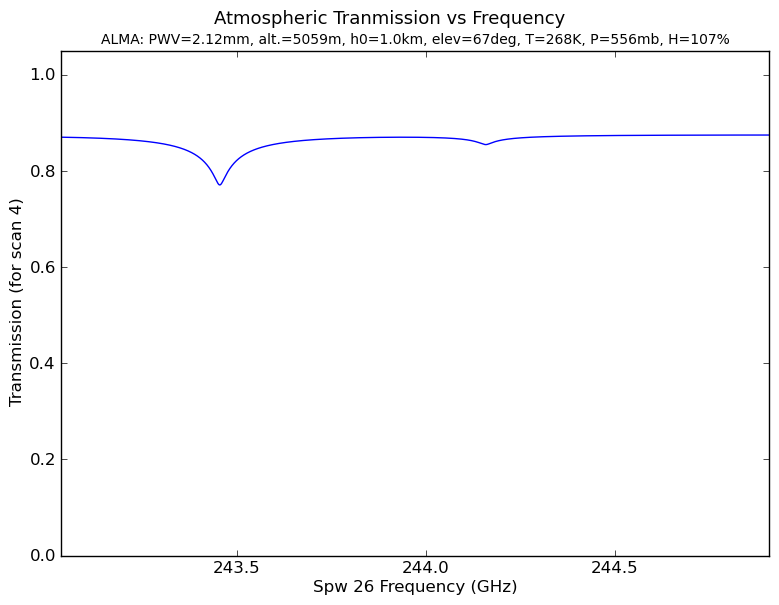 Atmospheric Tranmission vs Frequency
ALMA: PWV=2.12mm, alt.=5059m, h0=1.0km, elev=67deg, T=268K, P=556mb, H=107%
1.0
0.8
0.6
0.4
0.2
0.0
Transmission (for scan 4)
243.5 244.0 244.5
Spw 26 Frequency (GHz)